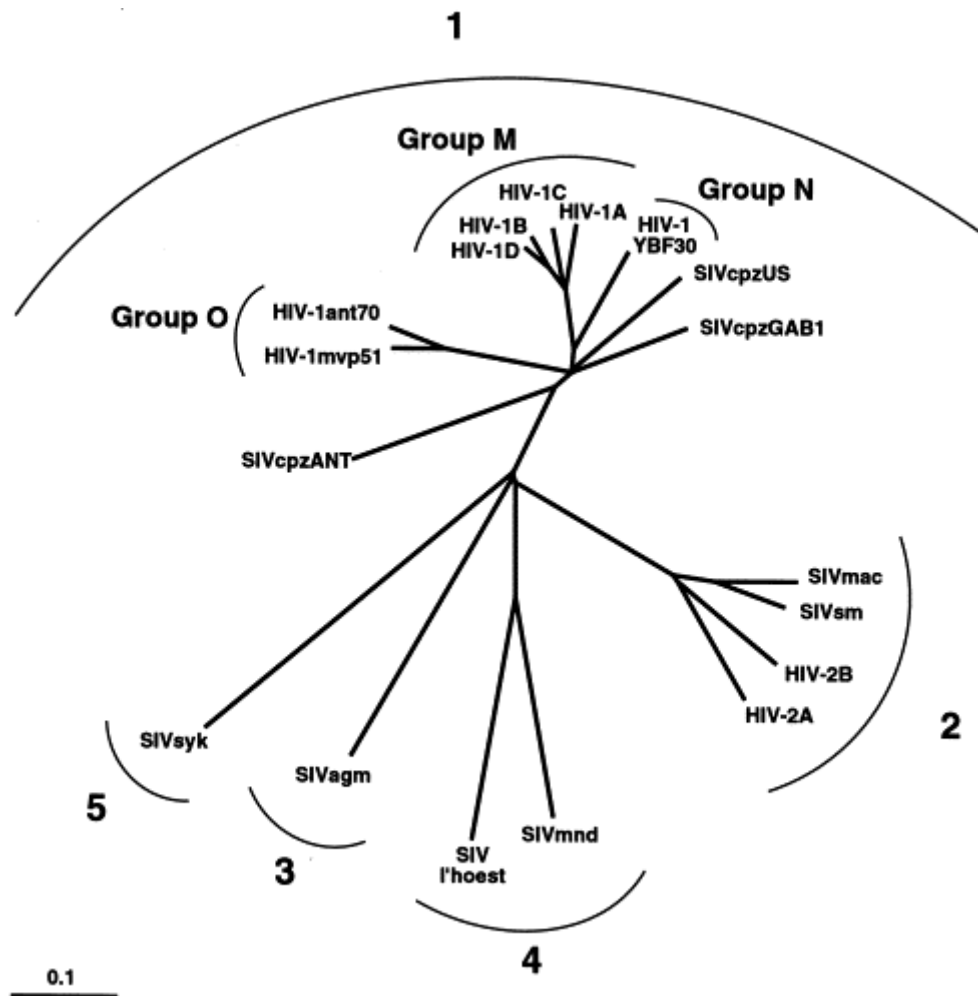 1
Group M
Group N
HIV-1C
HIV-1A
HIV-1B
HIV-1
YBF30
HIV-1D
SIVcpzUS
Group O
HIV-1ant70
SIVcpzGAB1
HIV-1mvp51
SIVcpzANT
SIVmac
SIVsm
HIV-2B
HIV-2A
2
SIVsyk
SIVagm
5
SIVmnd
SIV
l'hoest
3
4
0.1